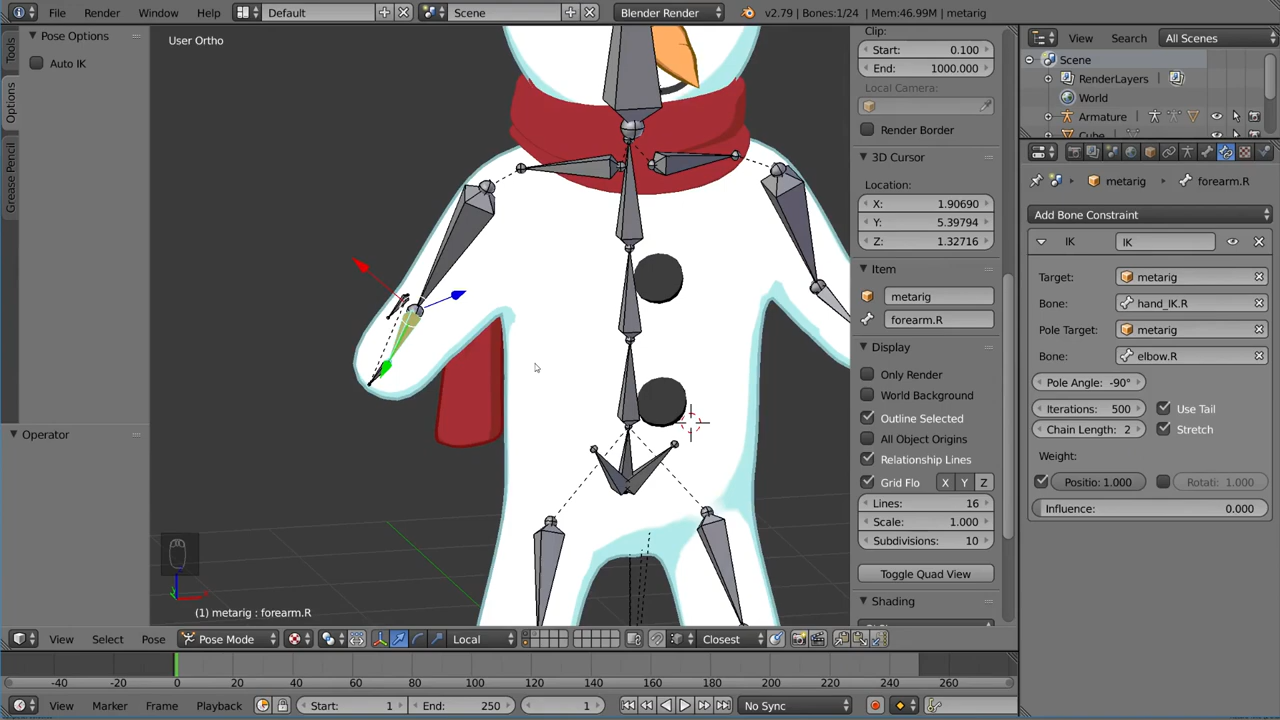 File Render Window Help Default Scene Blender Render v2.79 | Bones:1/24 | Mem:46.99M | metarig
Tools
Options
Grease Pencil
Pose Options
Auto IK
Operator
User Ortho
(1) metarig : forearm.R
Clip:
Start: 0.100
End: 1000.000
Local Camera:
Render Border
3D Cursor
Location:
X: 1.90690
Y: 5.39794
Z: 1.32716
Item
metarig
forearm.R
Display
Only Render
World Background
Outline Selected
All Object Origins
Relationship Lines
Grid Flo X Y Z
Lines: 16
Scale: 1.000
Subdivisions: 10
Toggle Quad View
Shading
View Search All Scenes
Scene
RenderLayers
World
Armature
Cube
metarig forearm.R
Add Bone Constraint
IK IK
Target: metarig
Bone: hand_IK.R
Pole Target: metarig
Bone: elbow.R
Pole Angle: -90°
Iterations: 500 Use Tail
Chain Length: 2 Stretch
Weight:
Positio: 1.000 Rotati: 1.000
Influence: 0.000
View Select Pose Pose Mode Local Closest
-40 -20 0 20 40 60 80 100 120 140 160 180 200 220 240 260
View Marker Frame Playback Start: 1 End: 250 1 No Sync